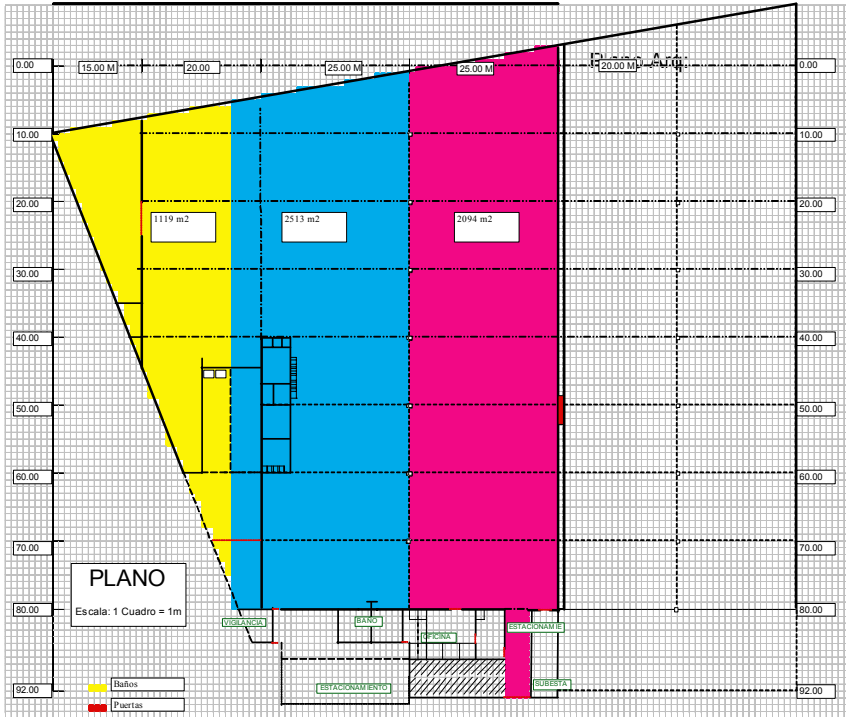 0.00
15.00 M
20.00
25.00 M
25.00 M
20.00 M
Plano Arq.
0.00
10.00
10.00
20.00
20.00
1119 m2
2513 m2
2094 m2
30.00
30.00
40.00
40.00
50.00
50.00
60.00
60.00
70.00
70.00
PLANO
Escala: 1 Cuadro = 1m
80.00
80.00
VIGILANCIA
BAÑO
OFICINA
ESTACIONAMIE
ESTACIONAMIENTO
SUBESTA
Baños
Puertas
92.00
92.00